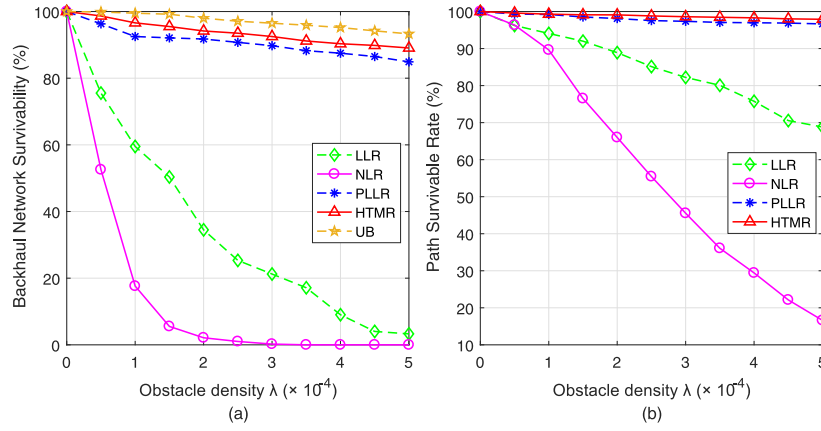 Backhaul Network Survivability (%)
100
80
60
40
20
0
LLR
NLR
PLLR
HTMR
UB
0 1 2 3 4 5
Obstacle density λ (× 10-4)
(a)
Path Survivable Rate (%)
100
90
80
70
60
50
40
30
20
10
LLR
NLR
PLLR
HTMR
0 1 2 3 4 5
Obstacle density λ (× 10-4)
(b)